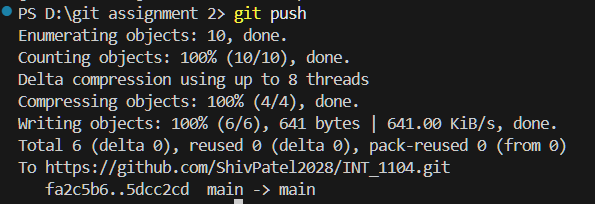 PS D:\git assignment 2> git push
Enumerating objects: 10, done.
Counting objects: 100% (10/10), done.
Delta compression using up to 8 threads
Compressing objects: 100% (4/4), done.
Writing objects: 100% (6/6), 641 bytes | 641.00 KiB/s, done.
Total 6 (delta 0), reused 0 (delta 0), pack-reused 0 (from 0)
To https://github.com/ShivPatel2028/INT_1104.git
   fa2c5b6..5dcc2cd  main -> main